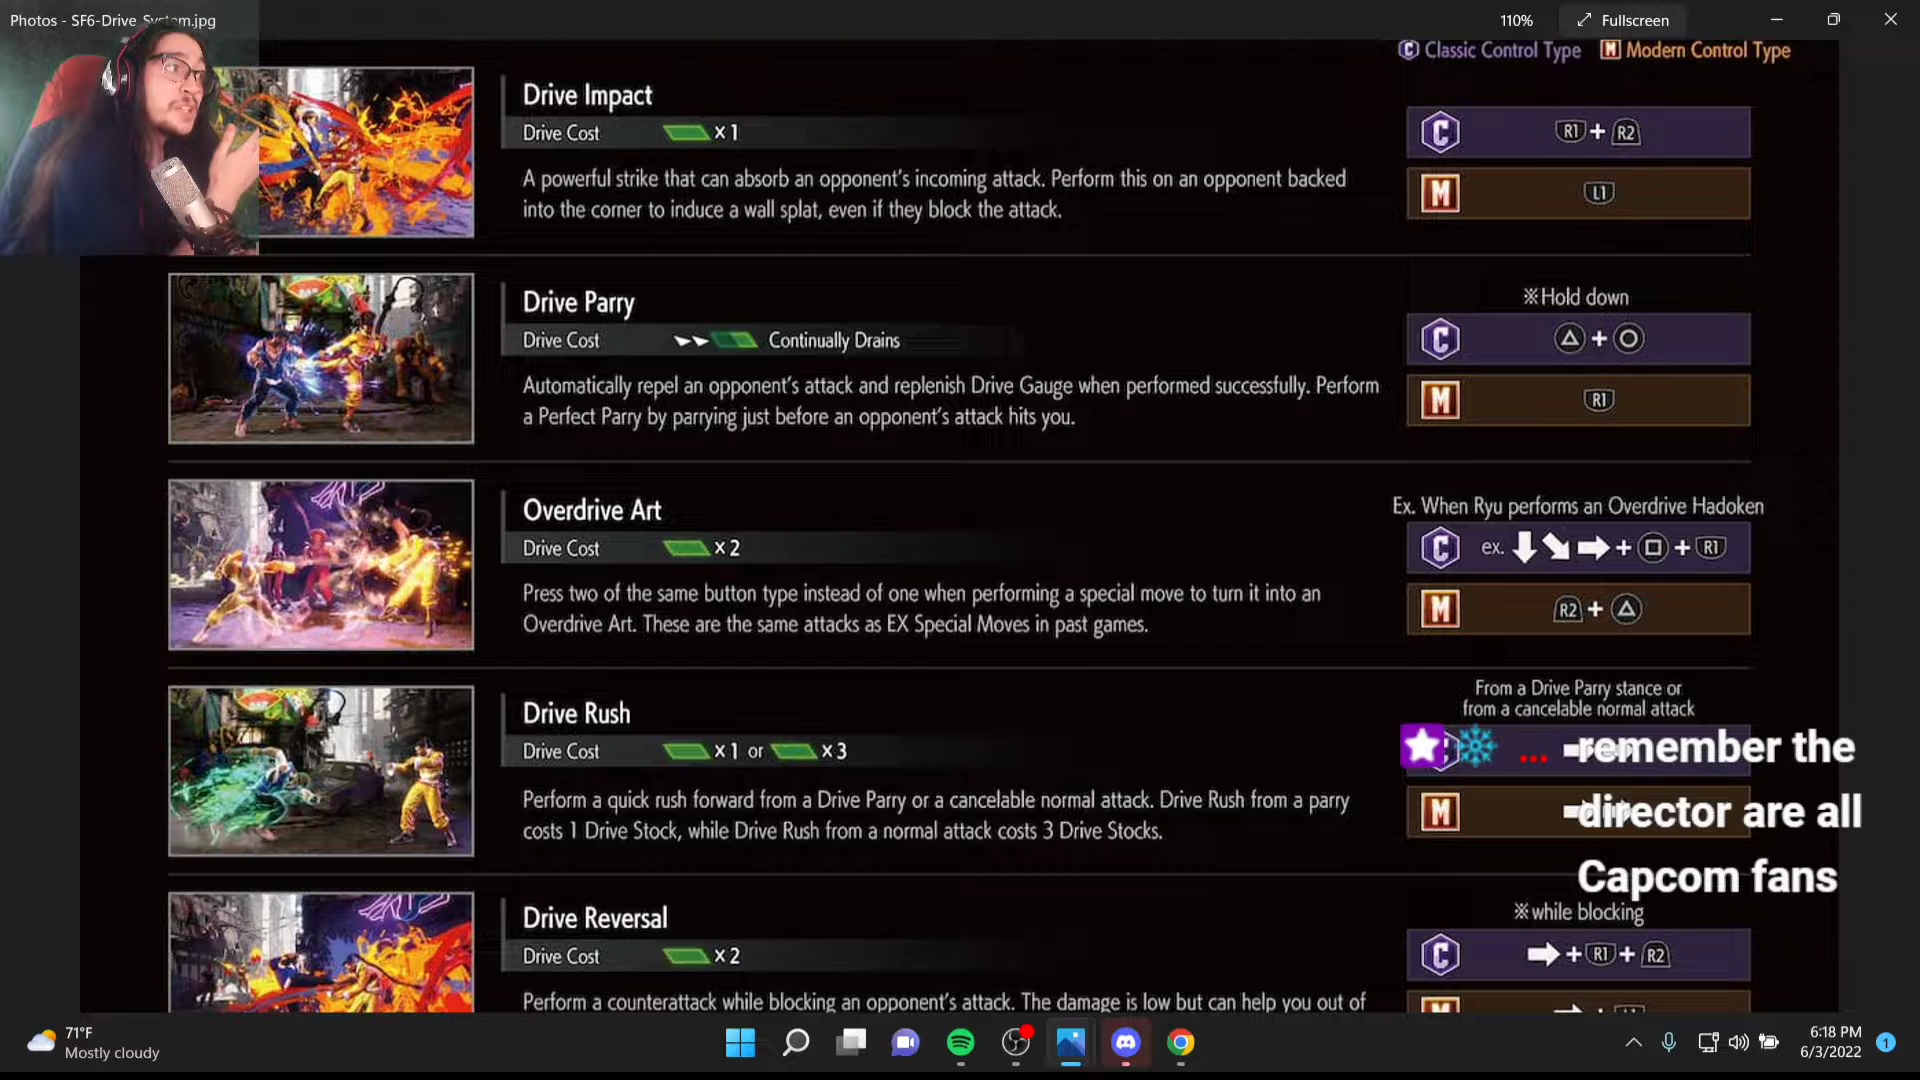 Photos - SF6-Drive_System.jpg
110%
Fullscreen
C Classic Control Type M Modern Control Type
Drive Impact
Drive Cost x 1
A powerful strike that can absorb an opponent's incoming attack. Perform this on an opponent backed
into the corner to induce a wall splat, even if they block the attack.
C R1 + R2
M L1
Drive Parry
Drive Cost Continually Drains
Automatically repel an opponent's attack and replenish Drive Gauge when performed successfully. Perform
a Perfect Parry by parrying just before an opponent's attack hits you.
※Hold down
C △ + ○
M R1
Overdrive Art
Drive Cost x 2
Press two of the same button type instead of one when performing a special move to turn it into an
Overdrive Art. These are the same attacks as EX Special Moves in past games.
Ex. When Ryu performs an Overdrive Hadoken
C ex. ⬇ ⬊ ➡ + □ + R1
M R2 + △
Drive Rush
Drive Cost x 1 or x 3
Perform a quick rush forward from a Drive Parry or a cancelable normal attack. Drive Rush from a parry
costs 1 Drive Stock, while Drive Rush from a normal attack costs 3 Drive Stocks.
From a Drive Parry stance or
from a cancelable normal attack
M
... remember the
director are all
Capcom fans
Drive Reversal
Drive Cost x 2
Perform a counterattack while blocking an opponent's attack. The damage is low but can help you out of
※while blocking
C ➡ + R1 + R2
71°F
Mostly cloudy
6:18 PM
6/3/2022
1